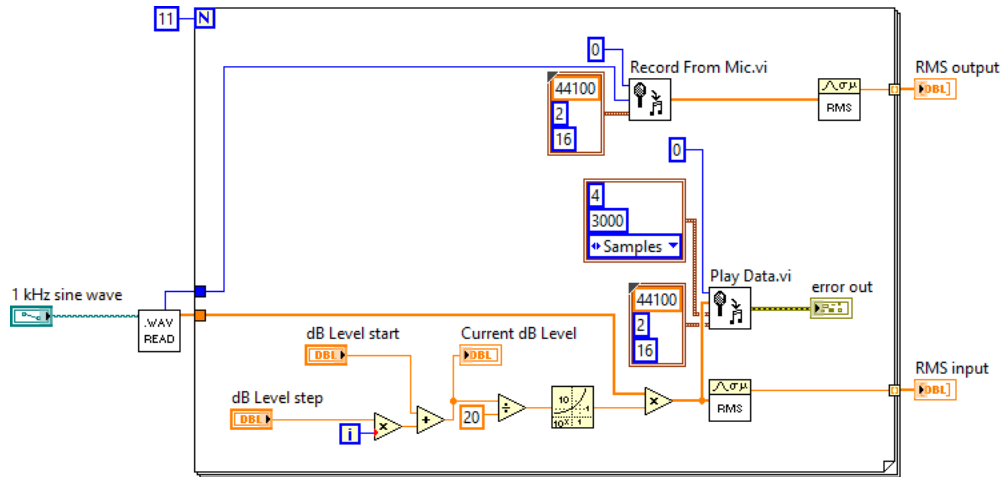 11
N
0
Record From Mic.vi
RMS output
44100
2
16
RMS
DBL]
0
4
3000
Samples
Play Data.vi
error out
1 kHz sine wave
.WAV
READ
44100
2
16
dB Level start
DBL
Current dB Level
DBL
dB Level step
DBL
i
20
10
10x
1
-1
RMS
RMS input
DBL]